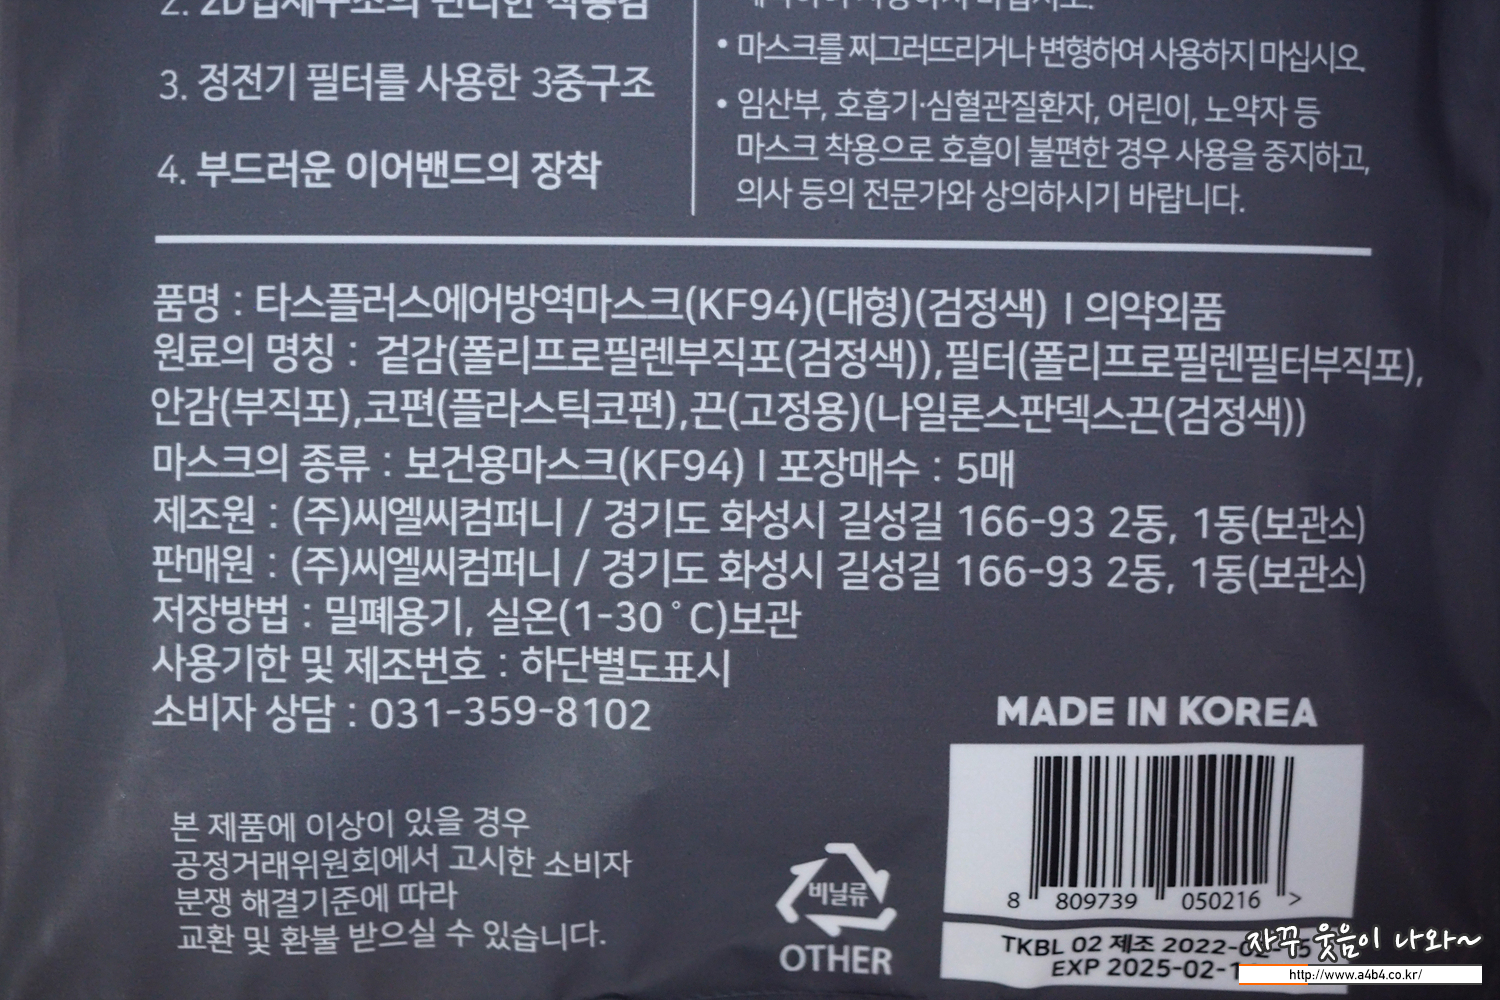 3. 정전기 필터를 사용한 3중구조
4. 부드러운 이어밴드의 장착
• 마스크를 찌그러뜨리거나 변형하여 사용하지 마십시오.
• 임산부, 호흡기·심혈관질환자, 어린이, 노약자 등
마스크 착용으로 호흡이 불편한 경우 사용을 중지하고,
의사 등의 전문가와 상의하시기 바랍니다.
품명 : 타스플러스에어방역마스크(KF94)(대형)(검정색) | 의약외품
원료의 명칭 : 겉감(폴리프로필렌부직포(검정색)),필터(폴리프로필렌필터부직포),
안감(부직포),코편(플라스틱코편),끈(고정용)(나일론스판덱스끈(검정색))
마스크의 종류 : 보건용마스크(KF94) | 포장매수 : 5매
제조원 : (주)씨엘씨컴퍼니 / 경기도 화성시 길성길 166-93 2동, 1동(보관소)
판매원 : (주)씨엘씨컴퍼니 / 경기도 화성시 길성길 166-93 2동, 1동(보관소)
저장방법 : 밀폐용기, 실온(1-30°C)보관
사용기한 및 제조번호 : 하단별도표시
소비자 상담 : 031-359-8102
본 제품에 이상이 있을 경우
공정거래위원회에서 고시한 소비자
분쟁 해결기준에 따라
교환 및 환불 받으실 수 있습니다.
비닐류
OTHER
MADE IN KOREA
8 809739 050216 >
TKBL 02 제조 2022-
EXP 2025-02-
자꾸 웃음이 나와~
http://www.a4b4.co.kr/